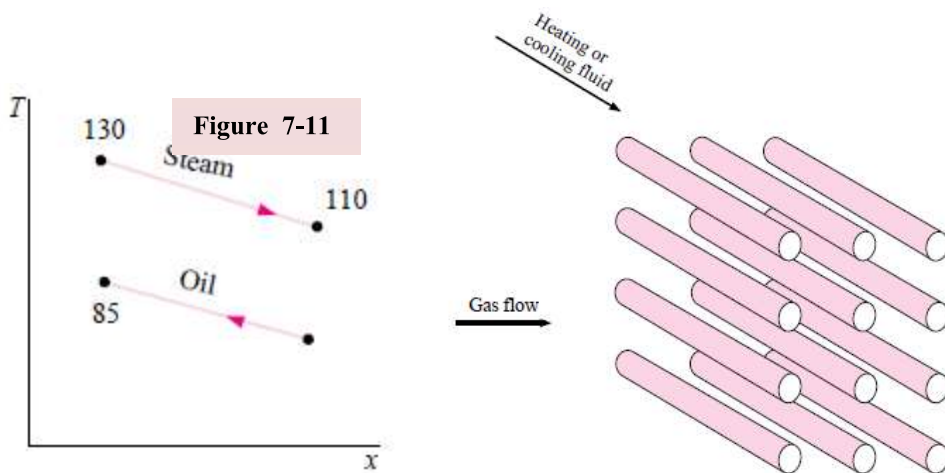 Heating or
cooling fluid
T
Figure 7-11
130
Steam
110
Oil
85
Gas flow
x